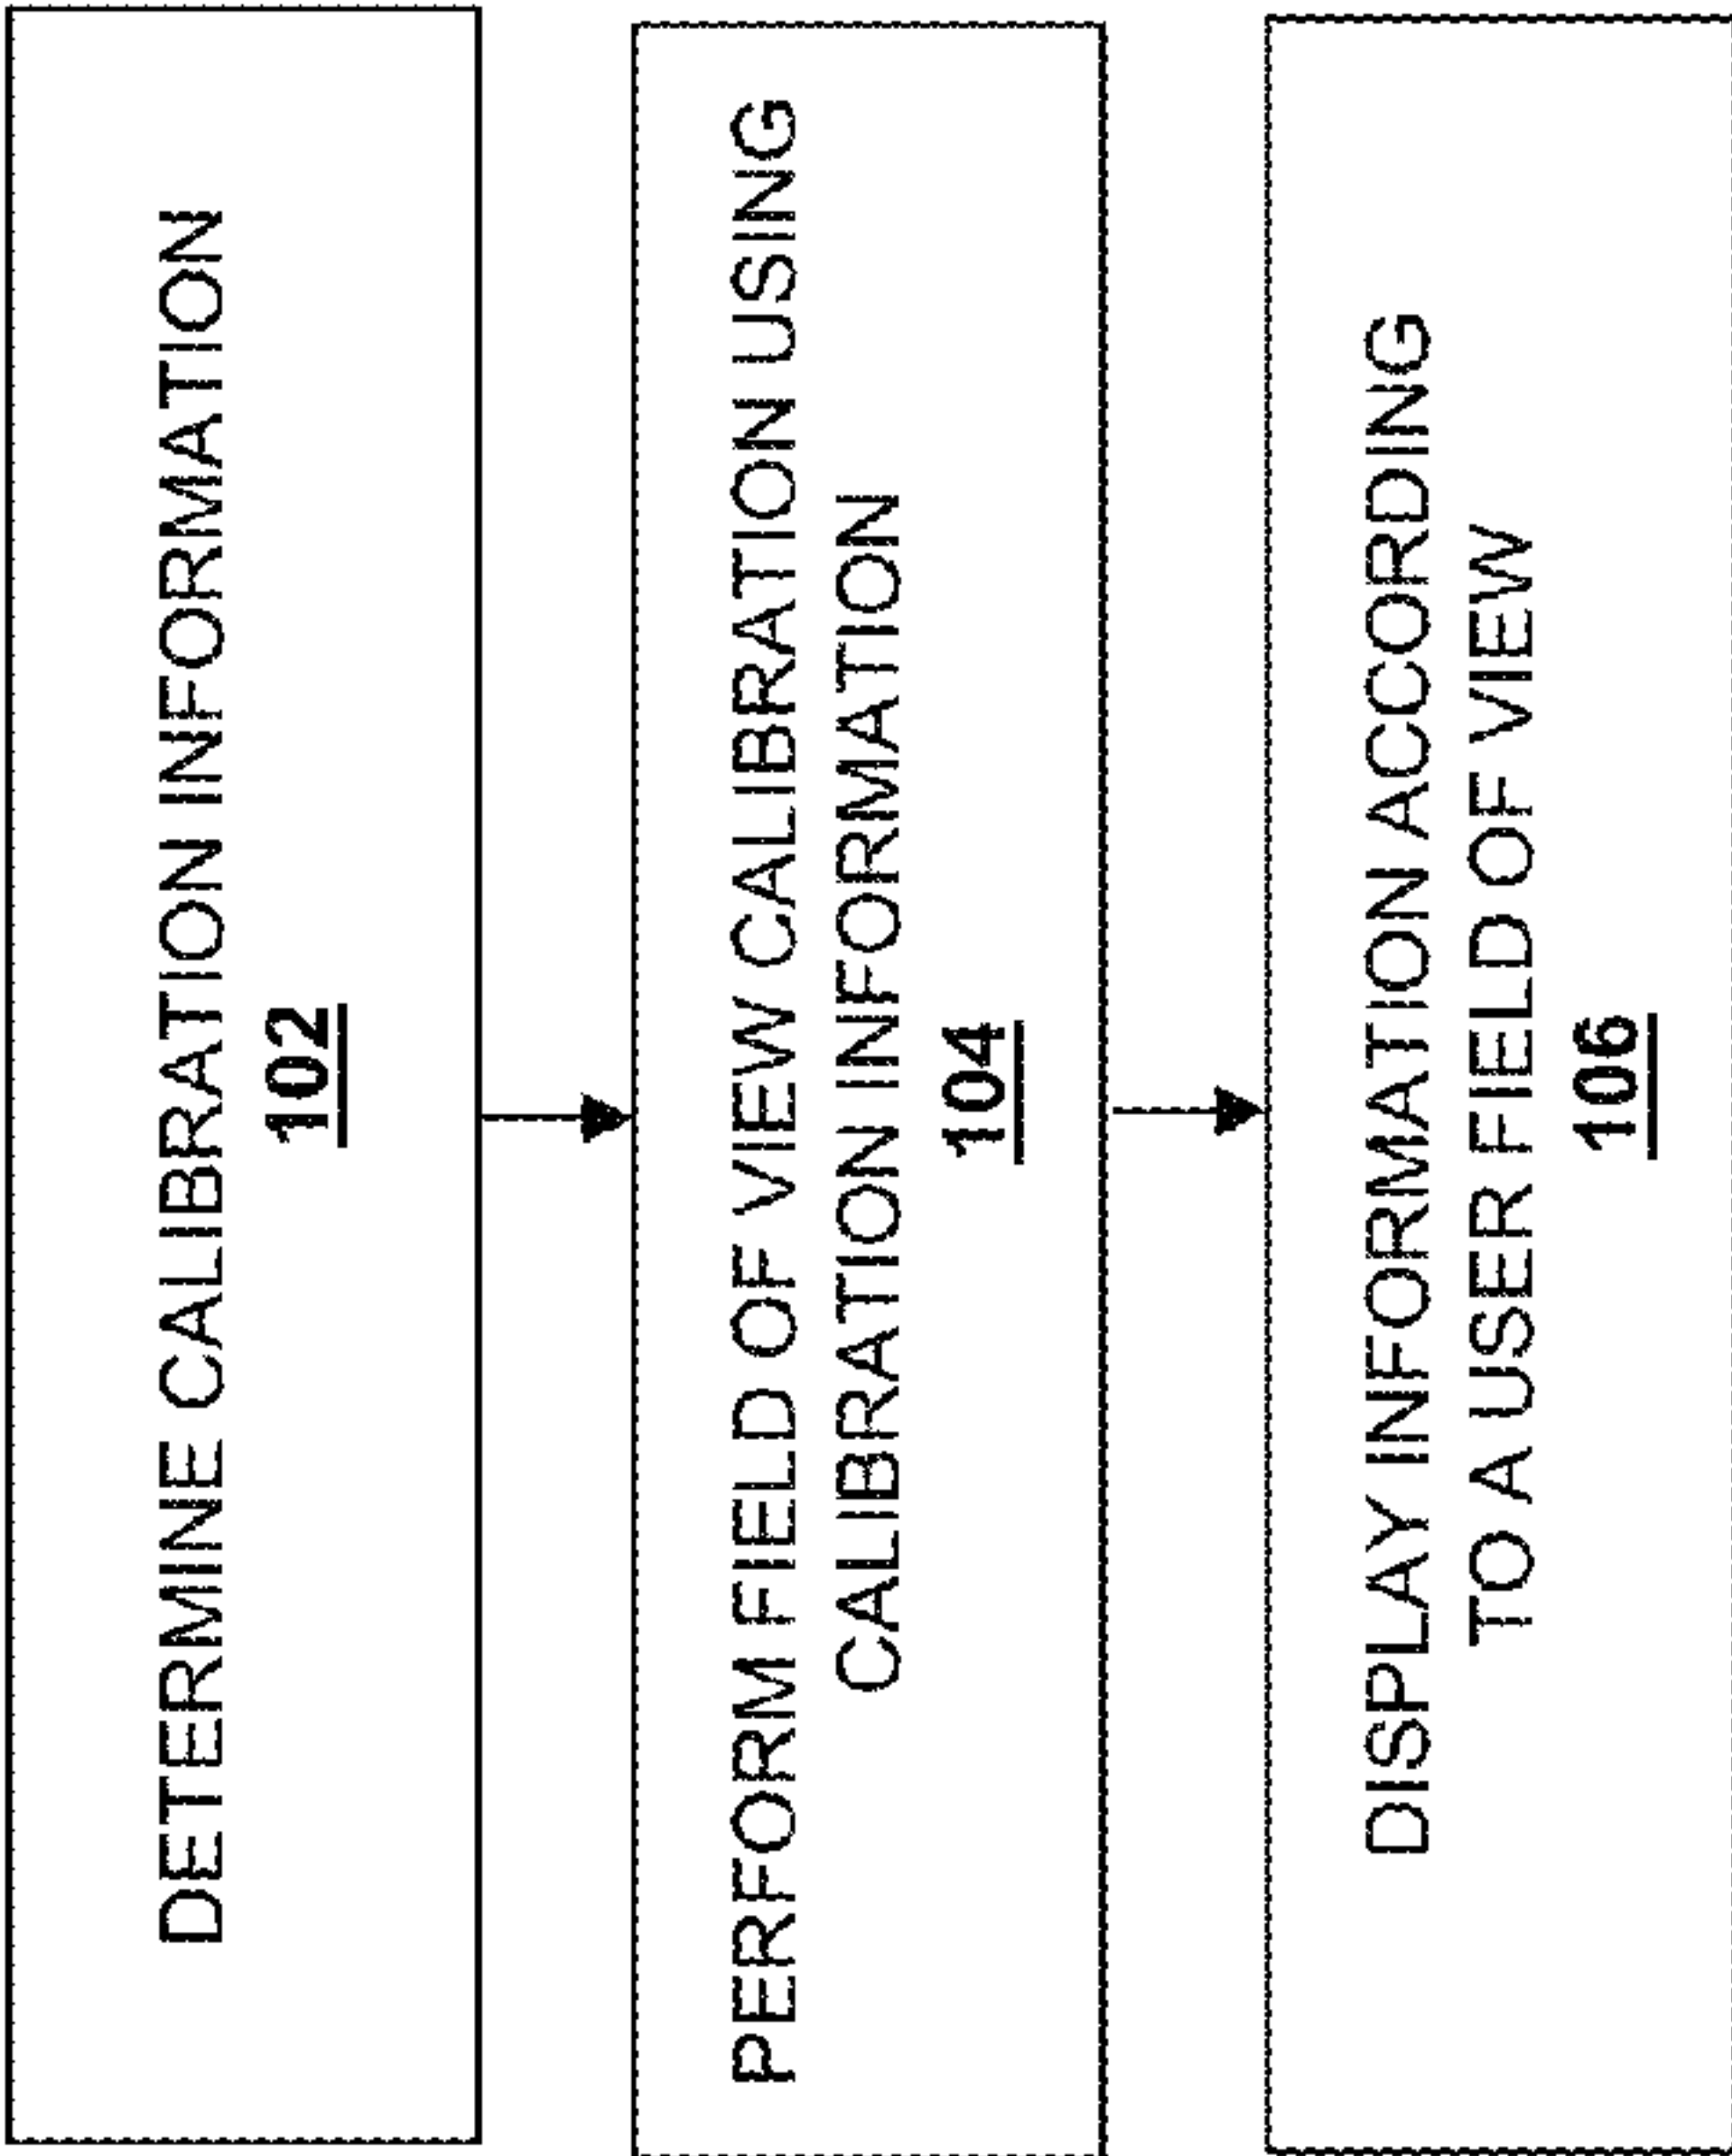 DETERMINE CALIBRATION INFORMATION
102
PERFORM FIELD OF VIEW CALIBRATION USING
CALIBRATION INFORMATION
104
DISPLAY INFORMATION ACCORDING
TO A USER FIELD OF VIEW
106